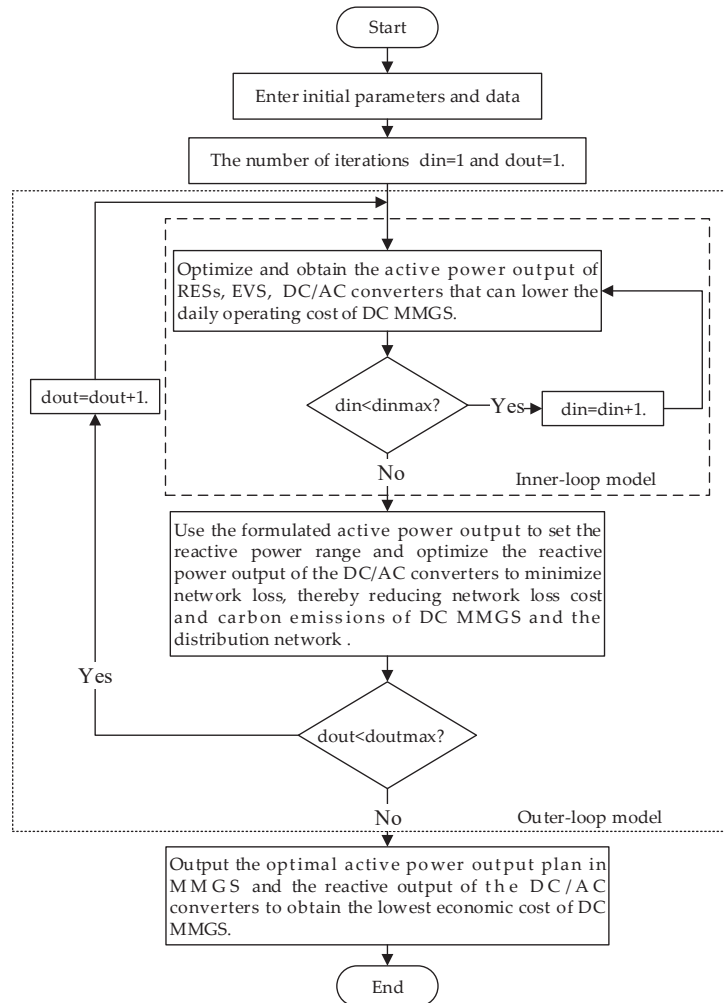 Start
Enter initial parameters and data
The number of iterations din=1 and dout=1.
Optimize and obtain the active power output of
RESs, EVS, DC/AC converters that can lower the
daily operating cost of DC MMGS.
dout=dout+1.
din<dinmax?
Yes
din=din+1.
No
Inner-loop model
Use the formulated active power output to set the
reactive power range and optimize the reactive
power output of the DC/AC converters to minimize
network loss, thereby reducing network loss cost
and carbon emissions of DC MMGS and the
distribution network .
Yes
dout<doutmax?
No
Outer-loop model
Output the optimal active power output plan in
MMGS and the reactive output of the DC/AC
converters to obtain the lowest economic cost of DC
MMGS.
End